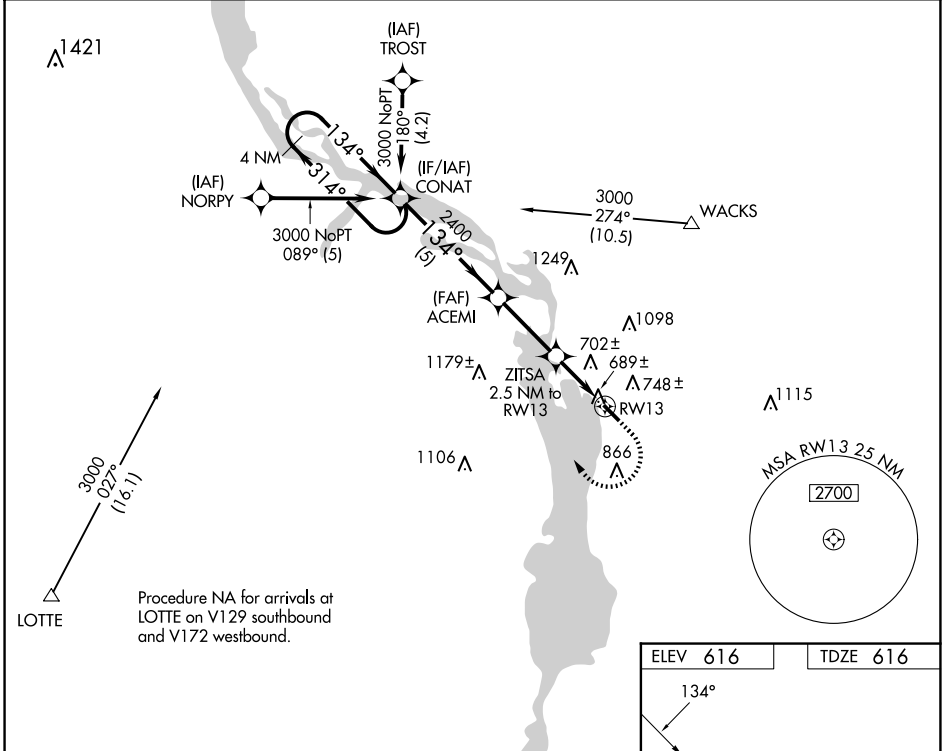 1421
(IAF)
TROST
3000 NoPT
180°
(4.2)
134°
4 NM
314°
(IF/IAF)
CONAT
(IAF)
NORPY
3000 NoPT
089° (5)
2400
134°
(5)
3000
274°
(10.5)
WACKS
1249
(FAF)
ACEMI
1098
702±
689±
1179±
748±
ZITSA
2.5 NM to
RW13
RW13
1115
1106
866
3000
027°
(16.1)
LOTTE
MSA RW13 25 NM
2700
Procedure NA for arrivals at
LOTTE on V129 southbound
and V172 westbound.
ELEV 616
TDZE 616
134°